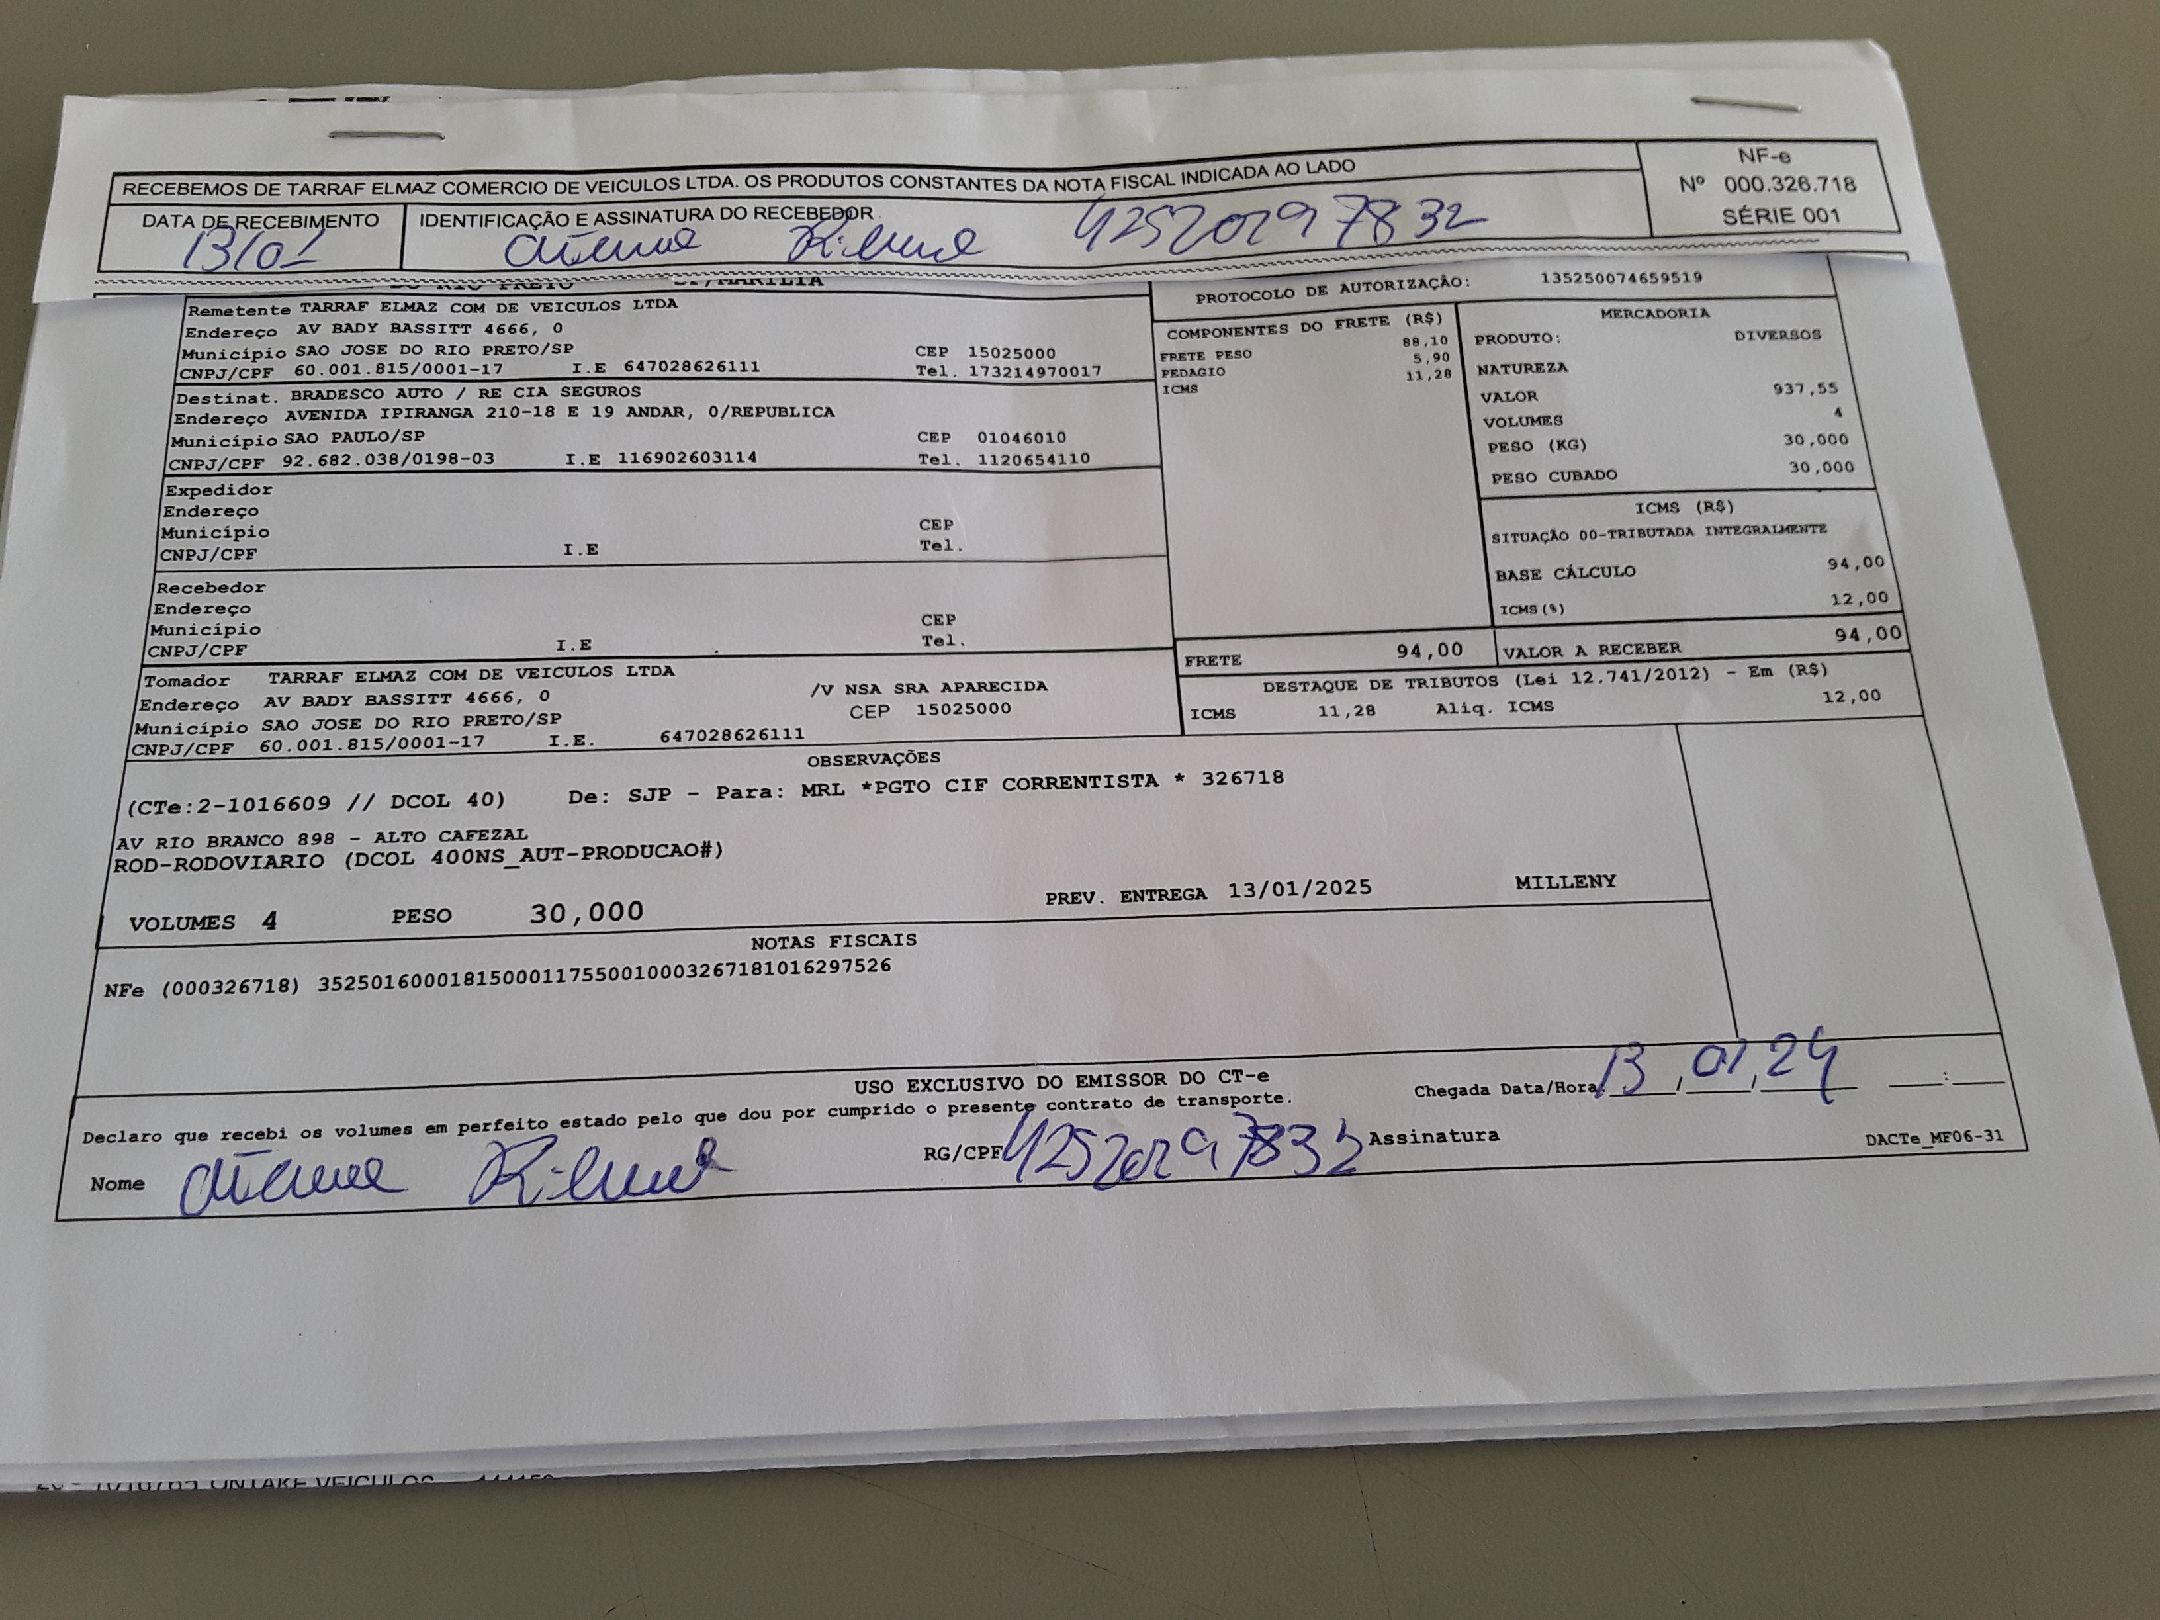 RECEBEMOS DE TARRAF ELMAZ COMERCIO DE VEICULOS LTDA. OS PRODUTOS CONSTANTES DA NOTA FISCAL INDICADA AO LADO
NF-e
Nº 000.326.718
SÉRIE 001
DATA DE RECEBIMENTO
13/01
IDENTIFICAÇÃO E ASSINATURA DO RECEBEDOR
42520297832
PROTOCOLO DE AUTORIZAÇÃO: 135250074659519
Remetente TARRAF ELMAZ COM DE VEICULOS LTDA
Endereço AV BADY BASSITT 4666, 0
Município SAO JOSE DO RIO PRETO/SP CEP 15025000
CNPJ/CPF 60.001.815/0001-17 I.E 647028626111 Tel. 173214970017
Destinat. BRADESCO AUTO / RE CIA SEGUROS
Endereço AVENIDA IPIRANGA 210-18 E 19 ANDAR, 0/REPUBLICA
Município SAO PAULO/SP CEP 01046010
CNPJ/CPF 92.682.038/0198-03 I.E 116902603114 Tel. 1120654110
Expedidor
Endereço
Município CEP
CNPJ/CPF I.E Tel.
Recebedor
Endereço
Município CEP
CNPJ/CPF I.E Tel.
Tomador TARRAF ELMAZ COM DE VEICULOS LTDA
Endereço AV BADY BASSITT 4666, 0 /V NSA SRA APARECIDA
Município SAO JOSE DO RIO PRETO/SP CEP 15025000
CNPJ/CPF 60.001.815/0001-17 I.E. 647028626111
COMPONENTES DO FRETE (R$)
FRETE PESO 88,10
PEDAGIO 5,90
ICMS 11,28
MERCADORIA
PRODUTO: DIVERSOS
NATUREZA
VALOR 937,55
VOLUMES 4
PESO (KG) 30,000
PESO CUBADO 30,000
ICMS (R$)
SITUAÇÃO 00-TRIBUTADA INTEGRALMENTE
BASE CÁLCULO 94,00
ICMS(%) 12,00
FRETE 94,00 VALOR A RECEBER 94,00
DESTAQUE DE TRIBUTOS (Lei 12.741/2012) - Em (R$)
ICMS 11,28 Aliq. ICMS 12,00
OBSERVAÇÕES
(CTe:2-1016609 // DCOL 40) De: SJP - Para: MRL *PGTO CIF CORRENTISTA * 326718
AV RIO BRANCO 898 - ALTO CAFEZAL
ROD-RODOVIARIO (DCOL 400NS_AUT-PRODUCAO#)
VOLUMES 4 PESO 30,000 PREV. ENTREGA 13/01/2025 MILLENY
NOTAS FISCAIS
NFe (000326718) 35250160001815000117550010003267181016297526
USO EXCLUSIVO DO EMISSOR DO CT-e
Declaro que recebi os volumes em perfeito estado pelo que dou por cumprido o presente contrato de transporte.
Chegada Data/Hora: 13/01/24 __:__
Nome
RG/CPF 42520297832 Assinatura
DACTe_MF06-31